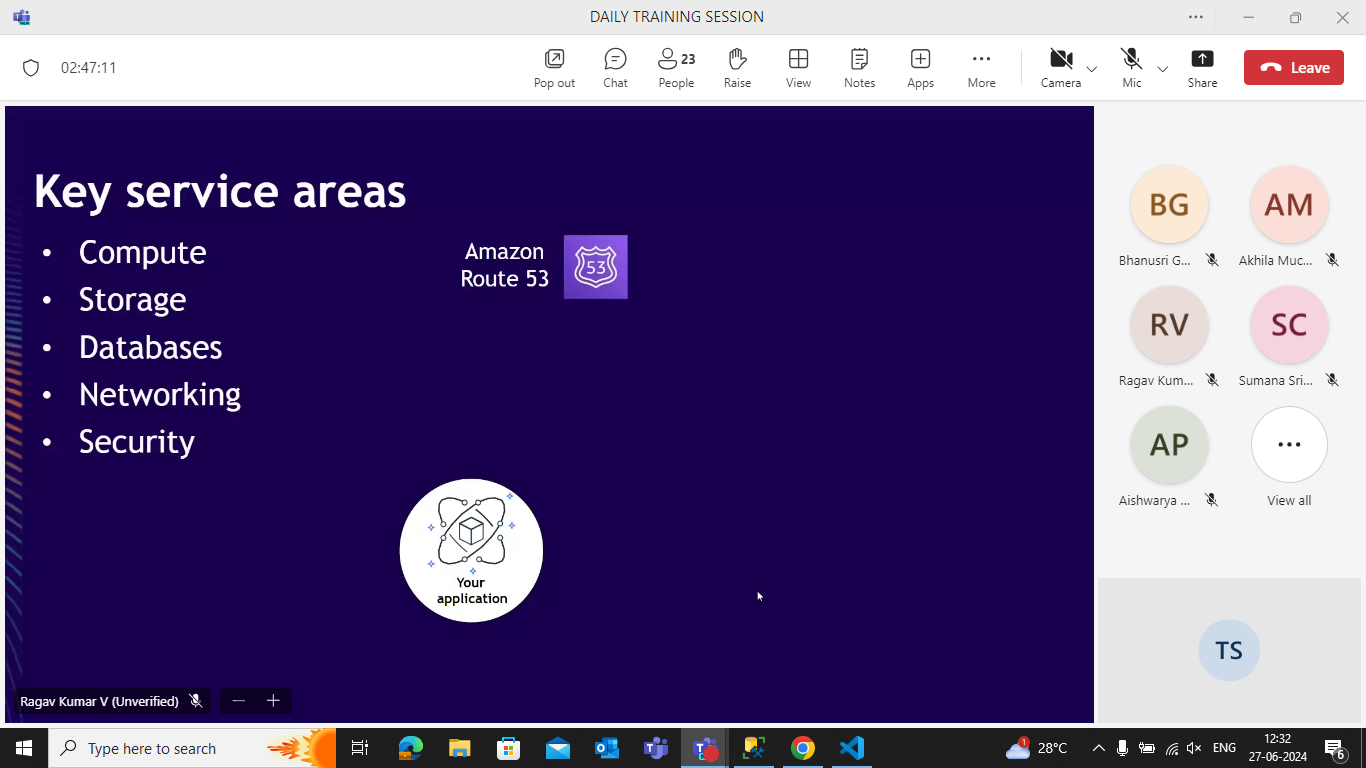 DAILY TRAINING SESSION
02:47:11
Pop out
Chat
23
People
Raise
View
Notes
Apps
More
Camera
Mic
Share
Leave
Key service areas
• Compute
• Storage
• Databases
• Networking
• Security
Amazon
Route 53
53
Your
application
Ragav Kumar V (Unverified)
BG
AM
Bhanusri G...
Akhila Muc...
RV
SC
Ragav Kum...
Sumana Sri...
AP
Aishwarya ...
View all
TS
Type here to search
1
28°C
ENG
12:32
27-06-2024
6